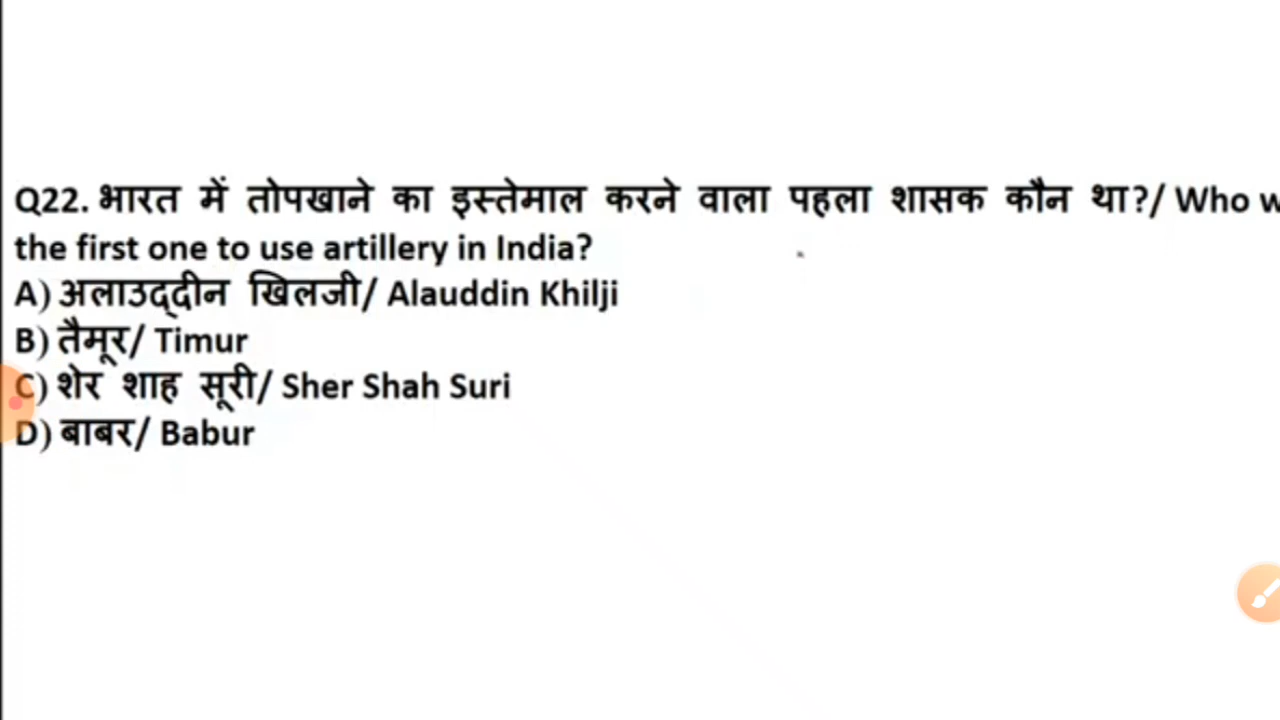 Q22. भारत में तोपखाने का इस्तेमाल करने वाला पहला शासक कौन था?/ Who
the first one to use artillery in India?
A) अलाउद्दीन खिलजी/ Alauddin Khilji
B) तैमूर/ Timur
C) शेर शाह सूरी/ Sher Shah Suri
D) बाबर/ Babur